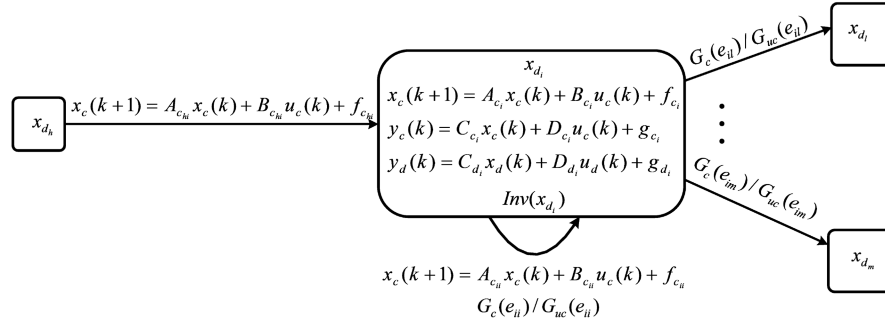 x_{d_h}
x_c(k+1) = A_{c_{hi}} x_c(k) + B_{c_{hi}} u_c(k) + f_{c_{hi}}
x_{d_i}
x_c(k+1) = A_{c_i} x_c(k) + B_{c_i} u_c(k) + f_{c_i}
y_c(k) = C_{c_i} x_c(k) + D_{c_i} u_c(k) + g_{c_i}
y_d(k) = C_{d_i} x_d(k) + D_{d_i} u_d(k) + g_{d_i}
Inv(x_{d_i})
G_c(e_{il}) / G_{uc}(e_{il})
x_{d_l}
G_c(e_{im}) / G_{uc}(e_{im})
x_{d_m}
x_c(k+1) = A_{c_{ii}} x_c(k) + B_{c_{ii}} u_c(k) + f_{c_{ii}}
G_c(e_{ii}) / G_{uc}(e_{ii})